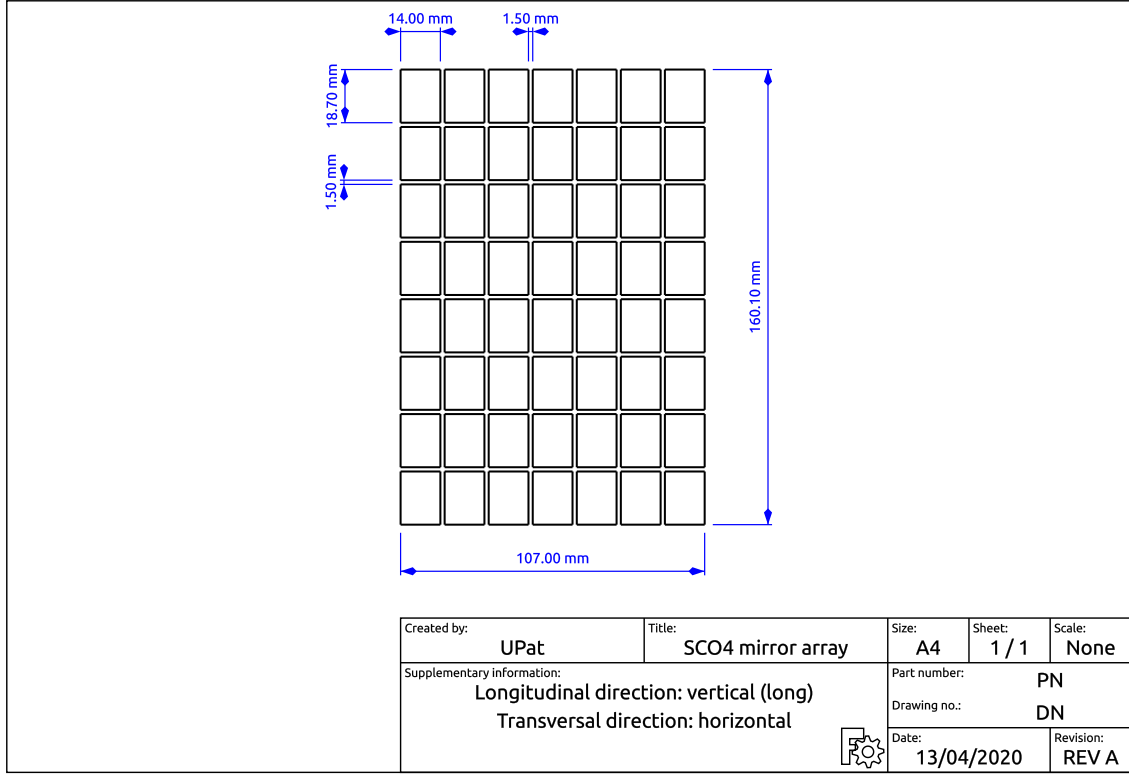 14.00 mm
1.50 mm
18.70 mm
1.50 mm
160.10 mm
107.00 mm
Created by:
UPat
Title:
SCO4 mirror array
Size:
A4
Sheet:
1 / 1
Scale:
None
Supplementary information:
Longitudinal direction: vertical (long)
Transversal direction: horizontal
Part number:
PN
Drawing no.:
DN
Date:
13/04/2020
Revision:
REV A